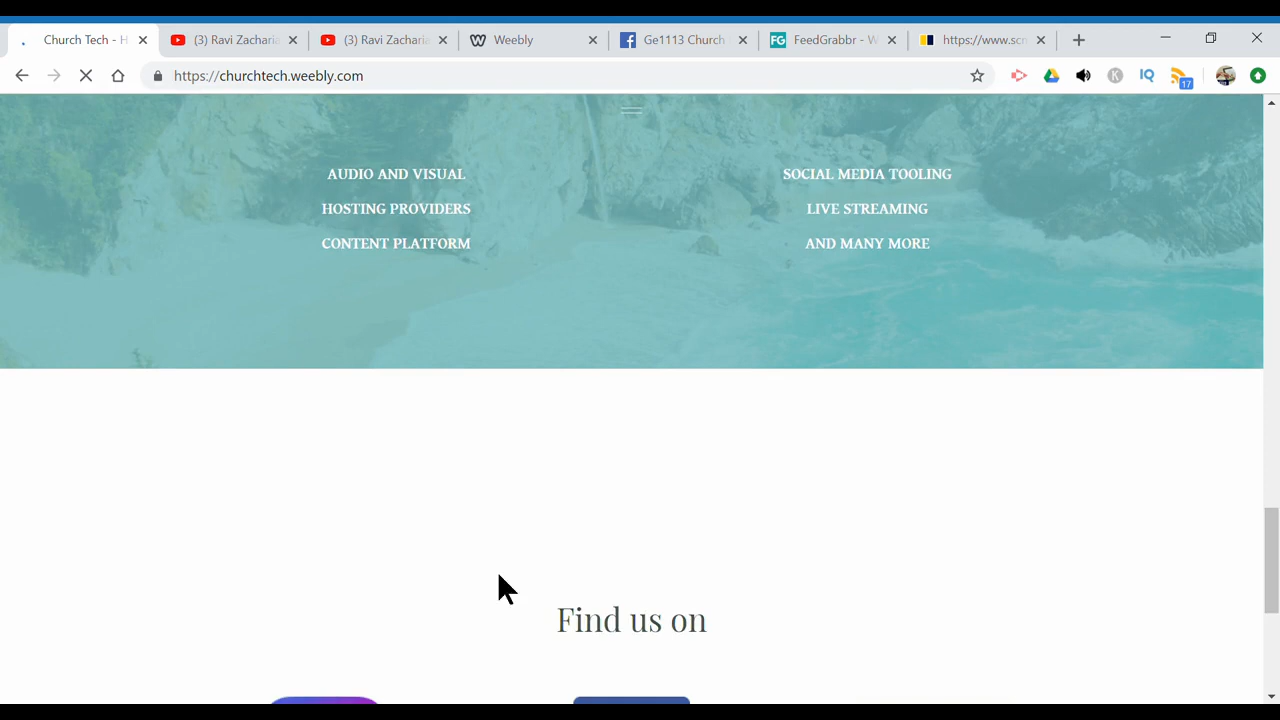 Church Tech - H
(3) Ravi Zacharia
(3) Ravi Zacharia
Weebly
Ge1113 Church
FG
FeedGrabbr - W
https://www.scr
https://churchtech.weebly.com
K
IQ
17
AUDIO AND VISUAL
SOCIAL MEDIA TOOLING
HOSTING PROVIDERS
LIVE STREAMING
CONTENT PLATFORM
AND MANY MORE
Find us on